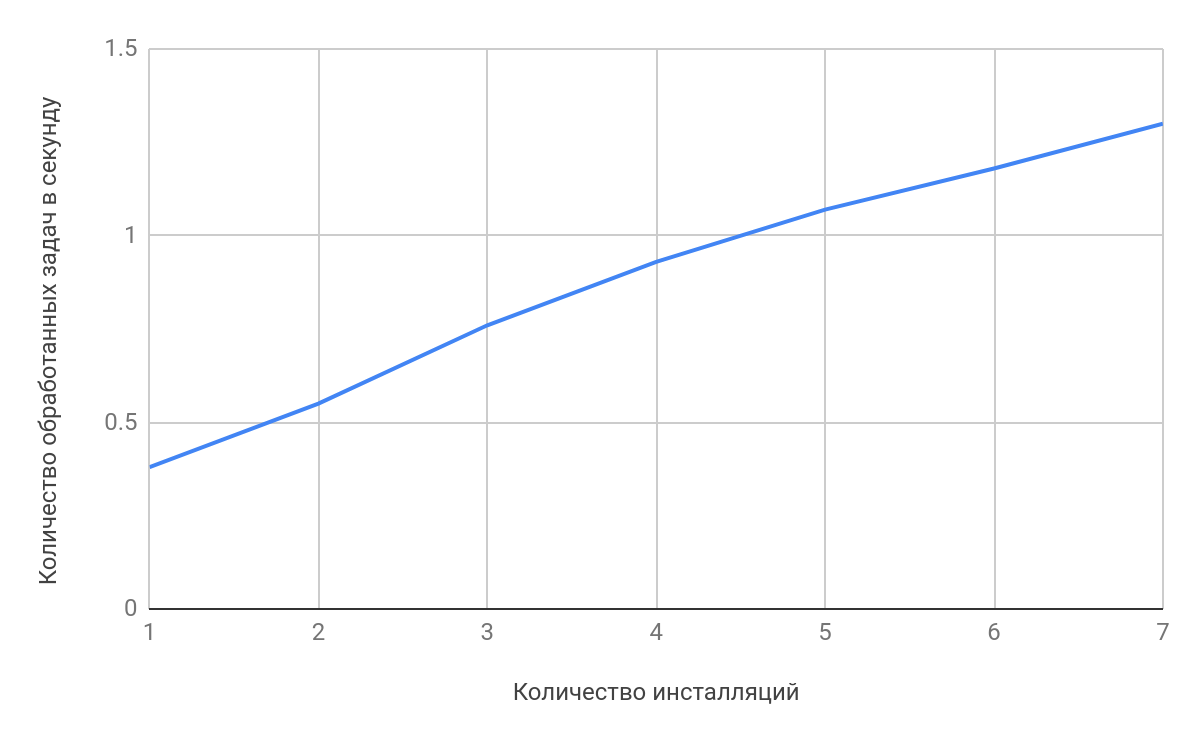 1.5
1
0.5
0
Количество обработанных задач в секунду
1 2 3 4 5 6 7
Количество инсталляций